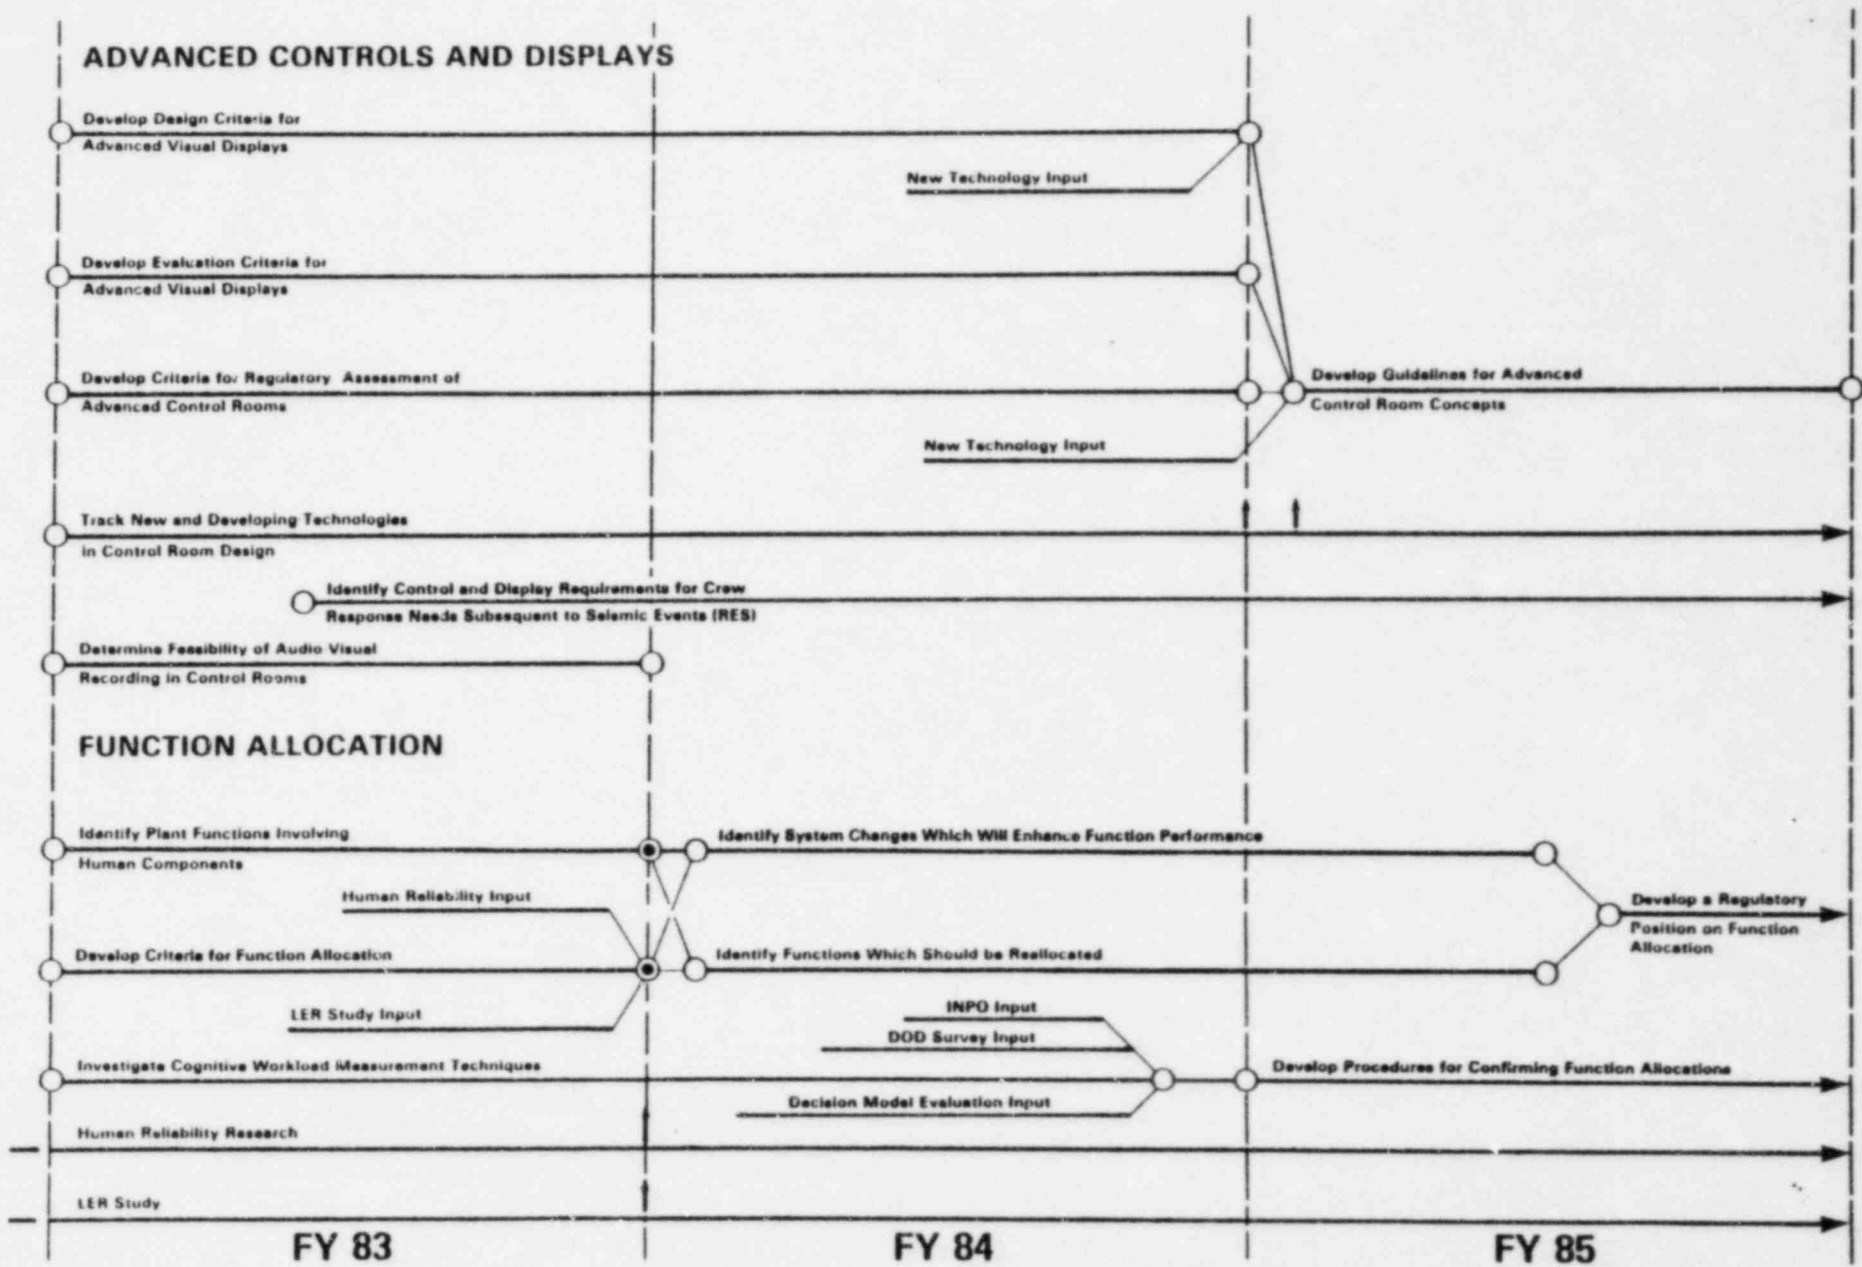 ADVANCED CONTROLS AND DISPLAYS
Develop Design Criteria for
Advanced Visual Displays
New Technology Input
Develop Evaluation Criteria for
Advanced Visual Displays
Develop Criteria for Regulatory Assessment of
Advanced Control Rooms
Develop Guidelines for Advanced
Control Room Concepts
New Technology Input
Track New and Developing Technologies
in Control Room Design
Identify Control and Display Requirements for Crew
Response Needs Subsequent to Seismic Events (RES)
Determine Feasibility of Audio Visual
Recording in Control Rooms
FUNCTION ALLOCATION
Identify Plant Functions Involving
Human Components
Identify System Changes Which Will Enhance Function Performance
Human Reliability Input
Develop a Regulatory
Position on Function
Allocation
Develop Criteria for Function Allocation
Identify Functions Which Should be Reallocated
LER Study Input
INPO Input
DOD Survey Input
Investigate Cognitive Workload Measurement Techniques
Develop Procedures for Confirming Function Allocations
Decision Model Evaluation Input
Human Reliability Research
LER Study
FY 83
FY 84
FY 85